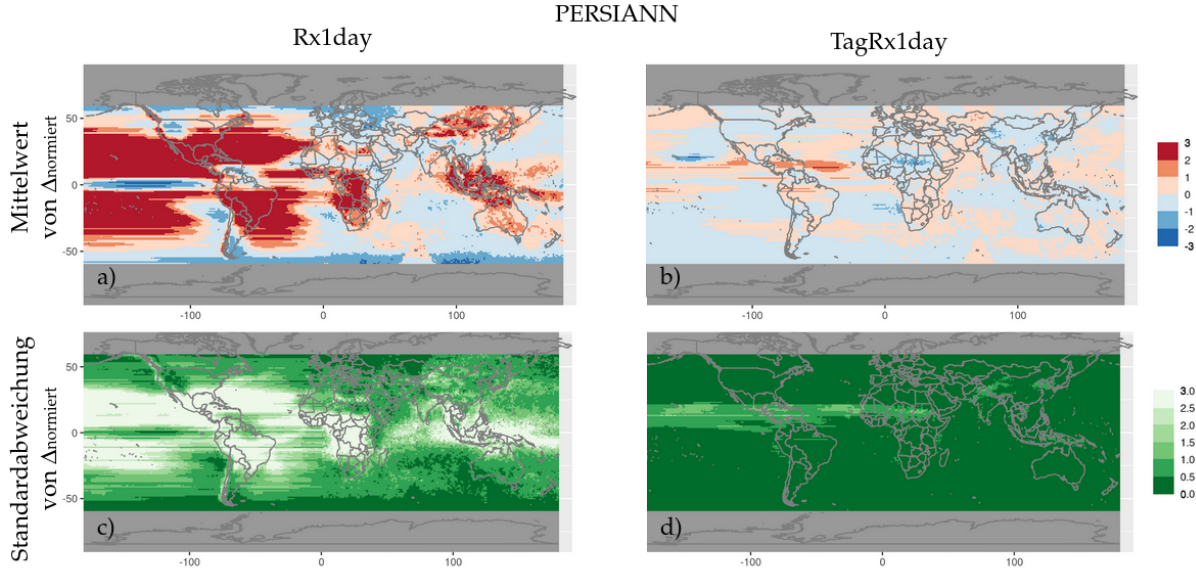 PERSIANN
Rx1day
TagRx1day
Mittelwert
von Δnormiert
50
0
-50
a)
-100
0
100
b)
-100
0
100
3
2
1
0
-1
-2
-3
Standardabweichung
von Δnormiert
50
0
-50
c)
-100
0
100
d)
-100
0
100
3.0
2.5
2.0
1.5
1.0
0.5
0.0